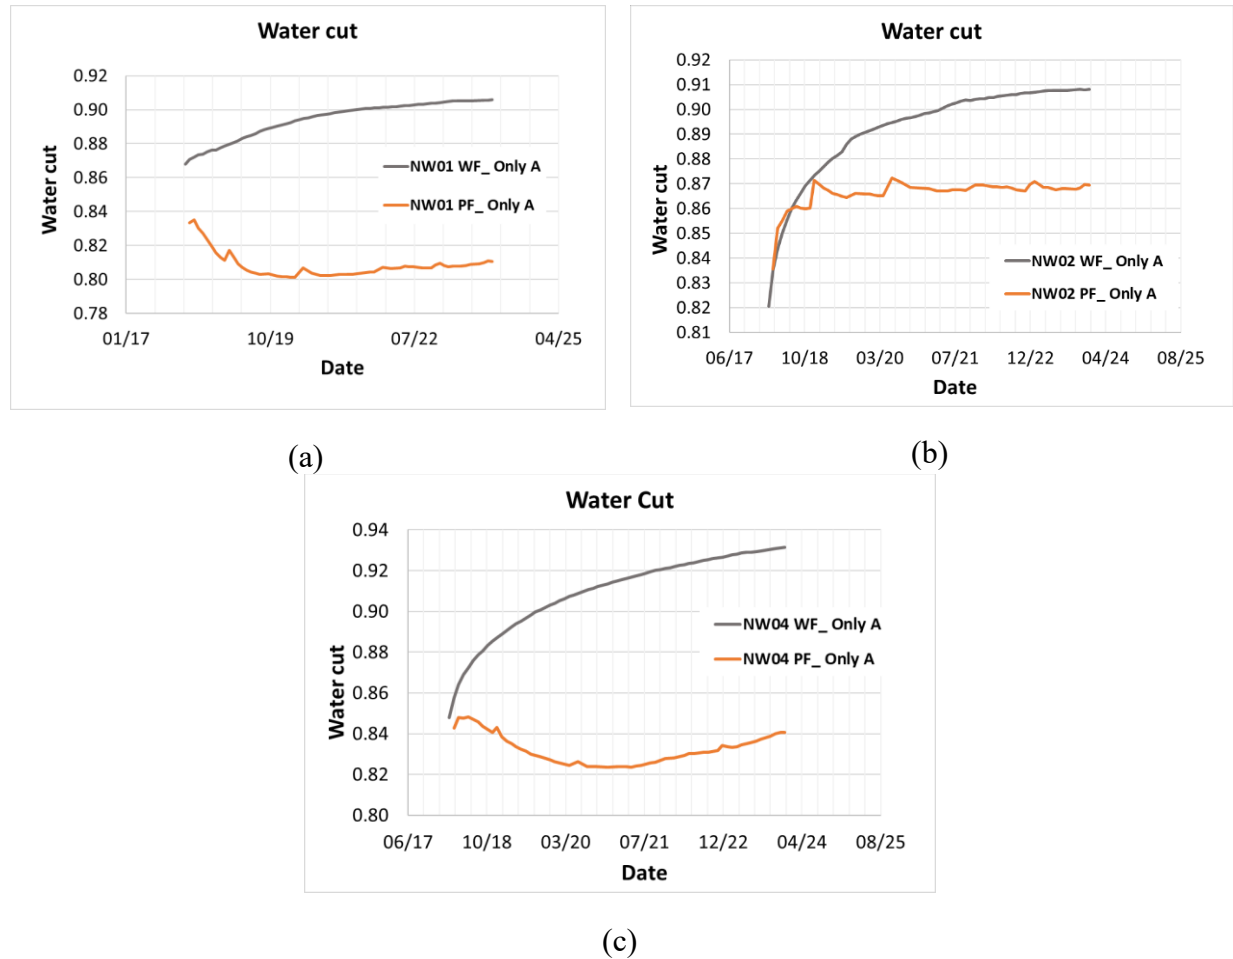 Water cut
Water cut
0.92
0.90
0.88
0.86
0.84
0.82
0.80
0.78
NW01 WF_ Only A
NW01 PF_ Only A
01/17 10/19 07/22 04/25
Date
(a)
Water cut
Water cut
0.92
0.91
0.90
0.89
0.88
0.87
0.86
0.85
0.84
0.83
0.82
0.81
NW02 WF_ Only A
NW02 PF_ Only A
06/17 10/18 03/20 07/21 12/22 04/24 08/25
Date
(b)
Water Cut
Water cut
0.94
0.92
0.90
0.88
0.86
0.84
0.82
0.80
NW04 WF_ Only A
NW04 PF_ Only A
06/17 10/18 03/20 07/21 12/22 04/24 08/25
Date
(c)